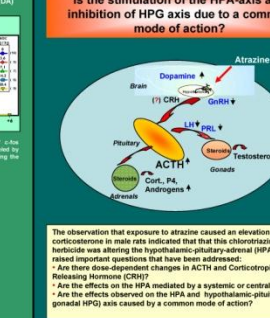 Is the stimulation of the HPA-axis a
inhibition of HPG axis due to a comm
mode of action?
Atrazine
Dopamine
Brain
(?) CRH
GnRH
LH
PRL
Pituitary
ACTH
Steroids
Testostero
Gonads
Steroids
Cort., P4,
Androgens
Adrenals
The observation that exposure to atrazine caused an elevation
corticosterone in male rats indicated that that this chlorotriazin
herbicide was altering the hypothalamic-pituitary-adrenal (HPA
raised important questions that have been addressed:
• Are there dose-dependent changes in ACTH and Corticotropi
Releasing Hormone (CRH)?
• Are the effects on the HPA mediated by a systemic or central
• Are the effects observed on the HPA and hypothalamic-pituit
gonadal HPG) axis caused by a common mode of action?